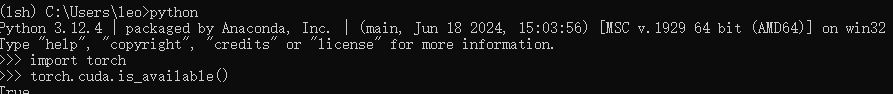 (lsh) C:\Users\leo>python
Python 3.12.4 | packaged by Anaconda, Inc. | (main, Jun 18 2024, 15:03:56) [MSC v.1929 64 bit (AMD64)] on win32
Type "help", "copyright", "credits" or "license" for more information.
>>> import torch
>>> torch.cuda.is_available()
True